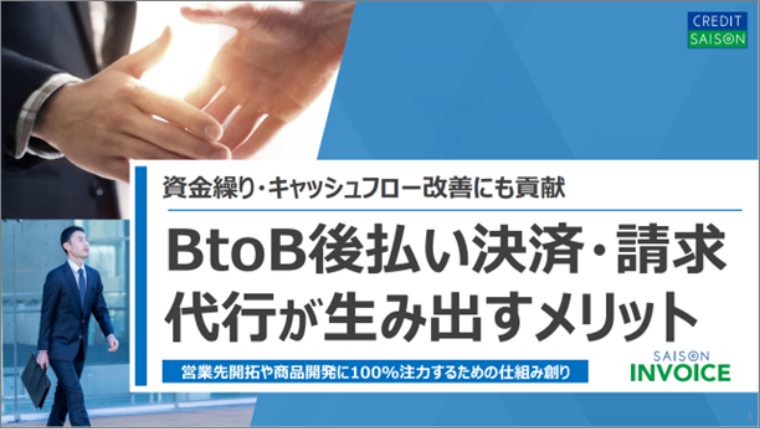 CREDIT
SAISON
資金繰り・キャッシュフロー改善にも貢献
BtoB後払い決済・請求
代行が生み出すメリット
営業先開拓や商品開発に100%注力するための仕組み創り
SAISON
INVOICE